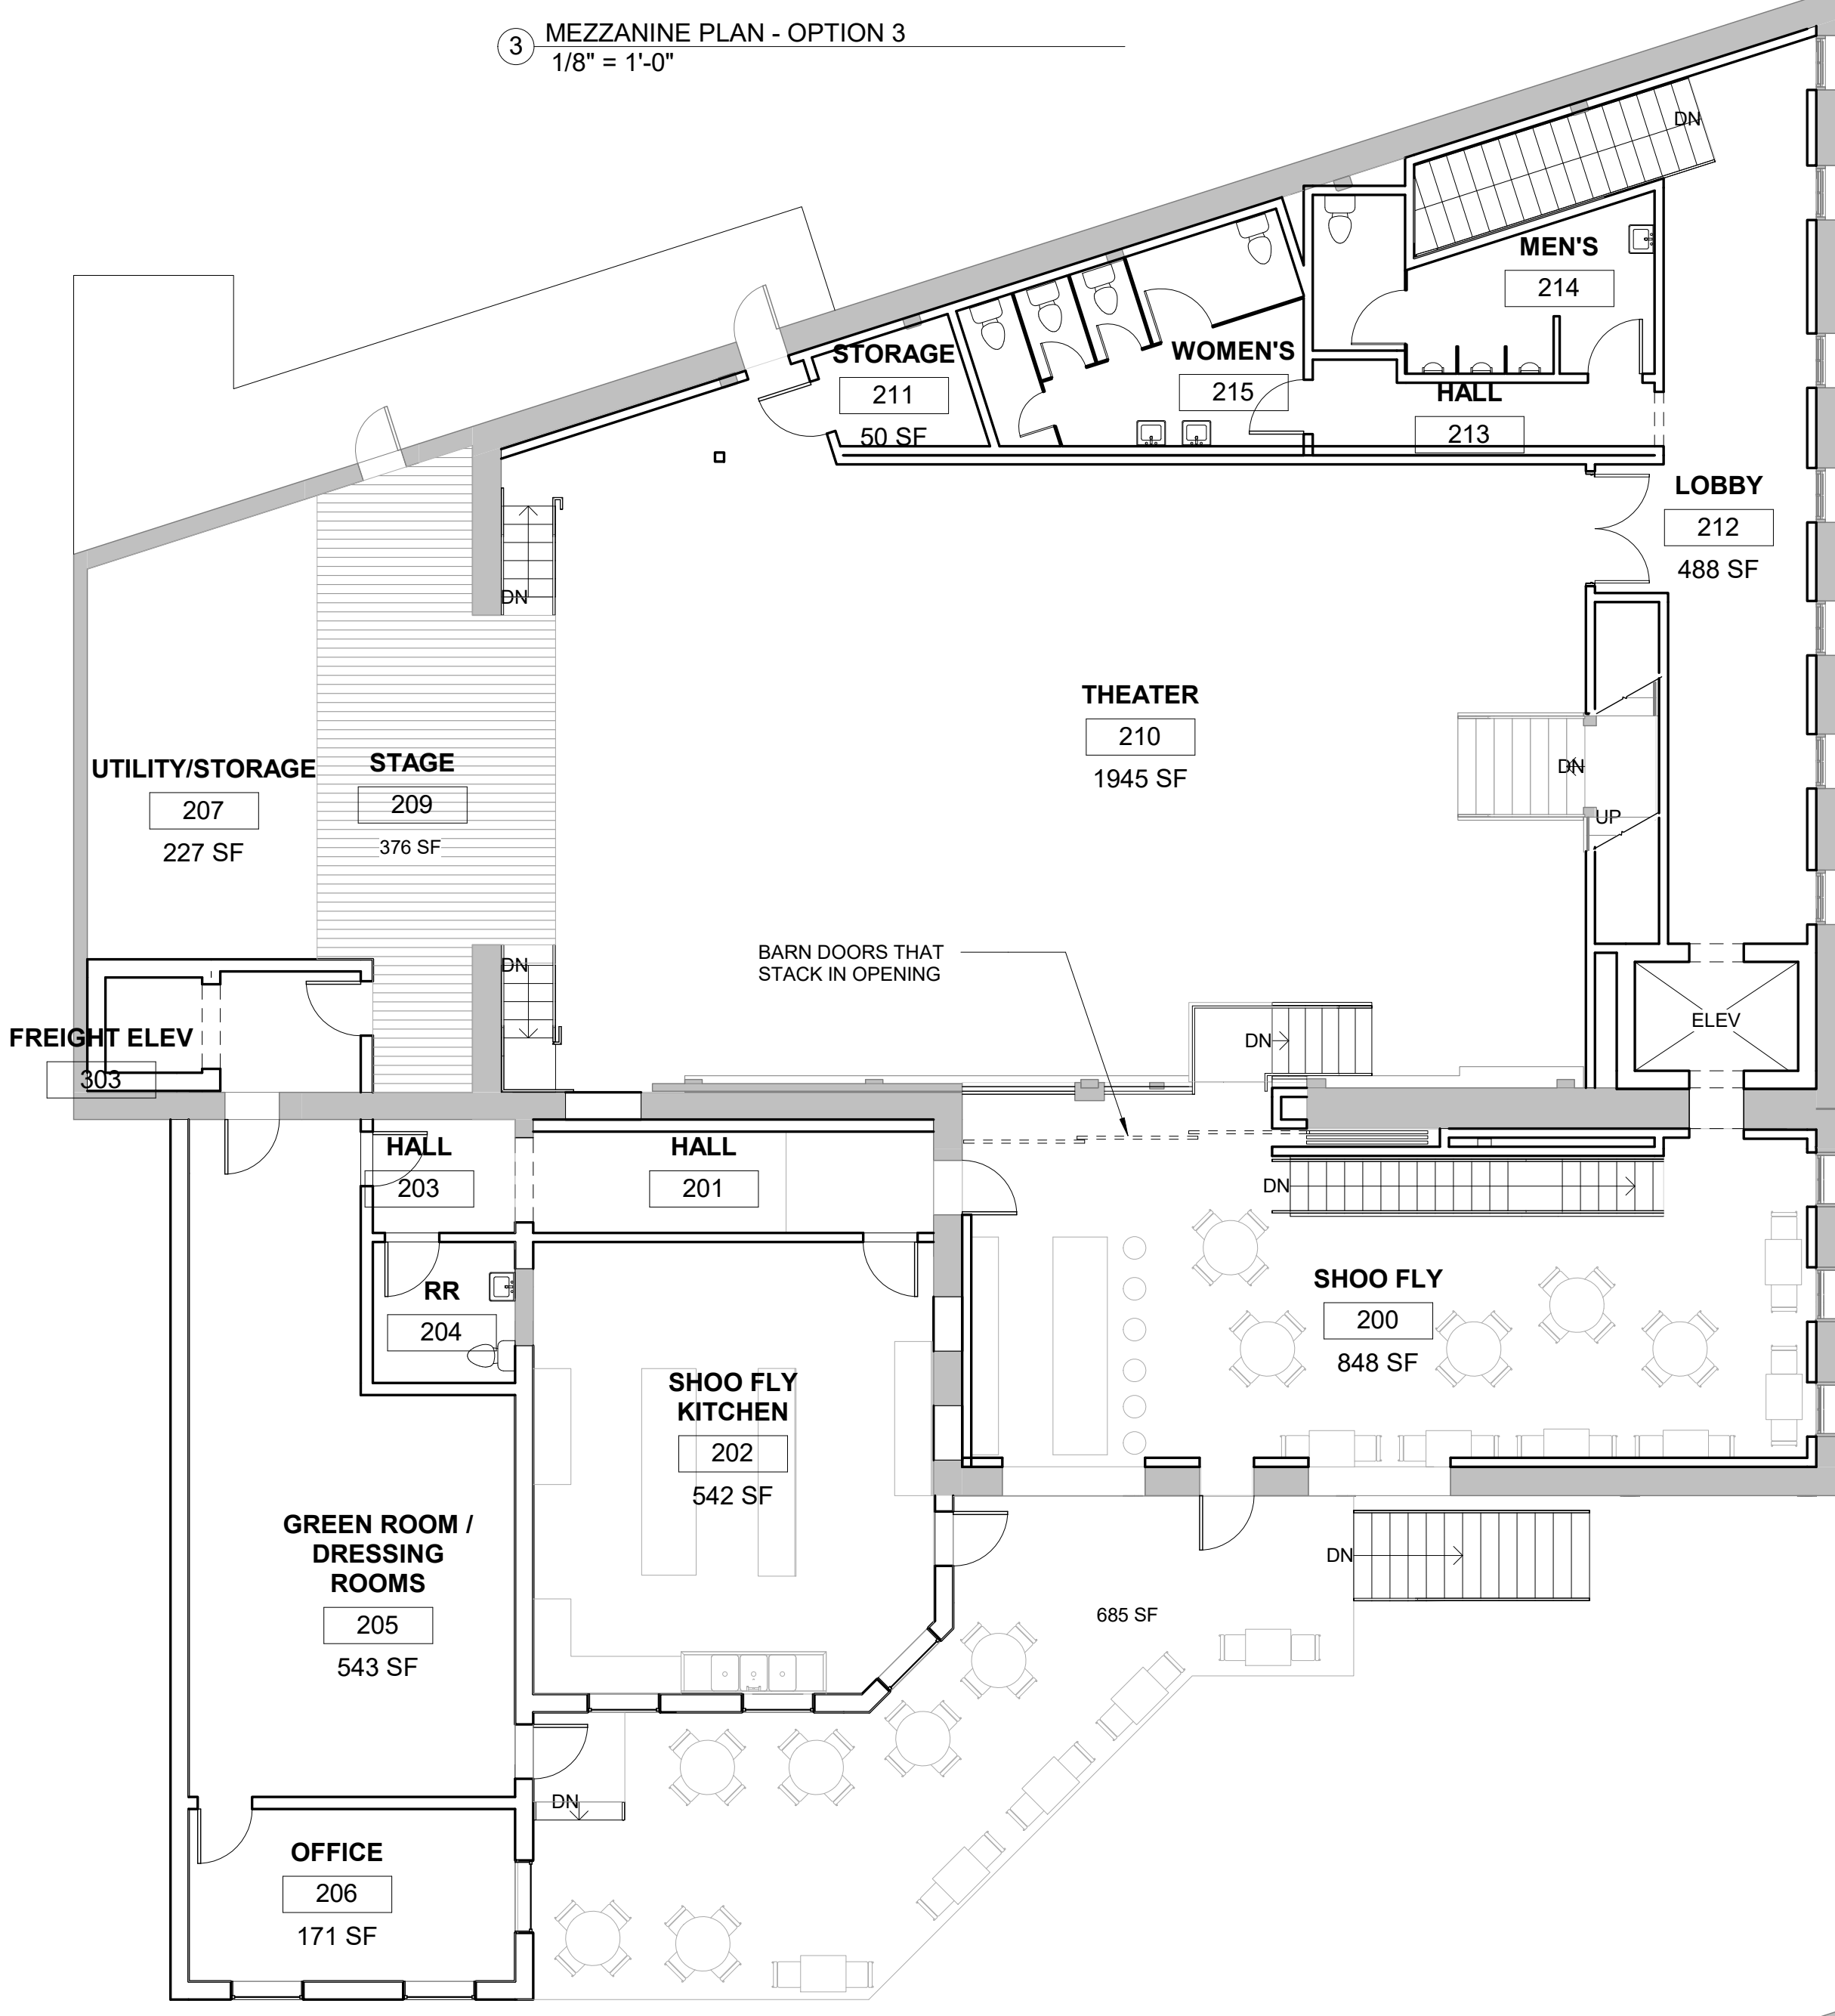 3 MEZZANINE PLAN - OPTION 3
1/8" = 1'-0"
DN
MEN'S
214
STORAGE
211
50 SF
WOMEN'S
215
HALL
213
LOBBY
212
488 SF
DN
THEATER
210
1945 SF
UTILITY/STORAGE
207
227 SF
STAGE
209
376 SF
DN
UP
BARN DOORS THAT
STACK IN OPENING
DN
ELEV
FREIGHT ELEV
303
DN
HALL
203
HALL
201
DN
RR
204
SHOO FLY
200
848 SF
SHOO FLY
KITCHEN
202
542 SF
GREEN ROOM /
DRESSING
ROOMS
205
543 SF
DN
685 SF
DN
OFFICE
206
171 SF